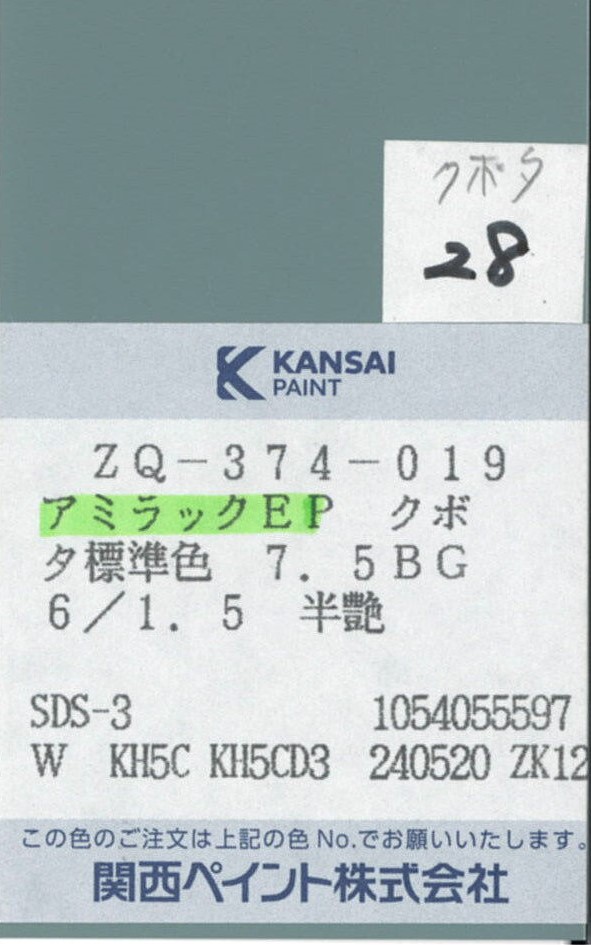 クボタ
28
KANSAI
PAINT
ZQ-374-019
アミラックEP クボ
タ標準色 7.5BG
6/1.5 半艶
SDS-3 1054055597
W KH5C KH5CD3 240520 ZK12
この色のご注文は上記の色No.でお願いいたします。
関西ペイント株式会社